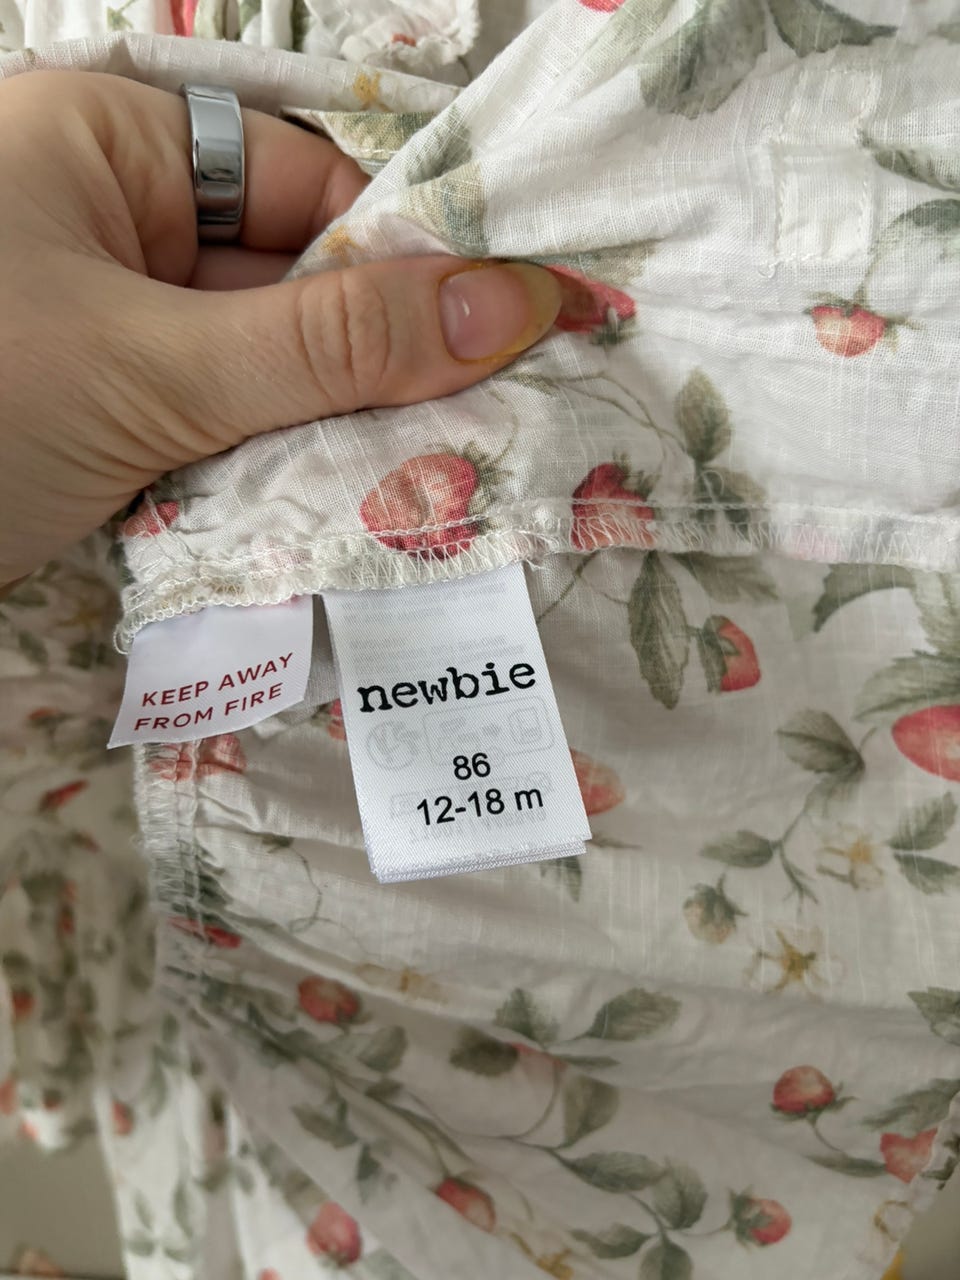 KEEP AWAY
FROM FIRE
newbie
86
12-18 m